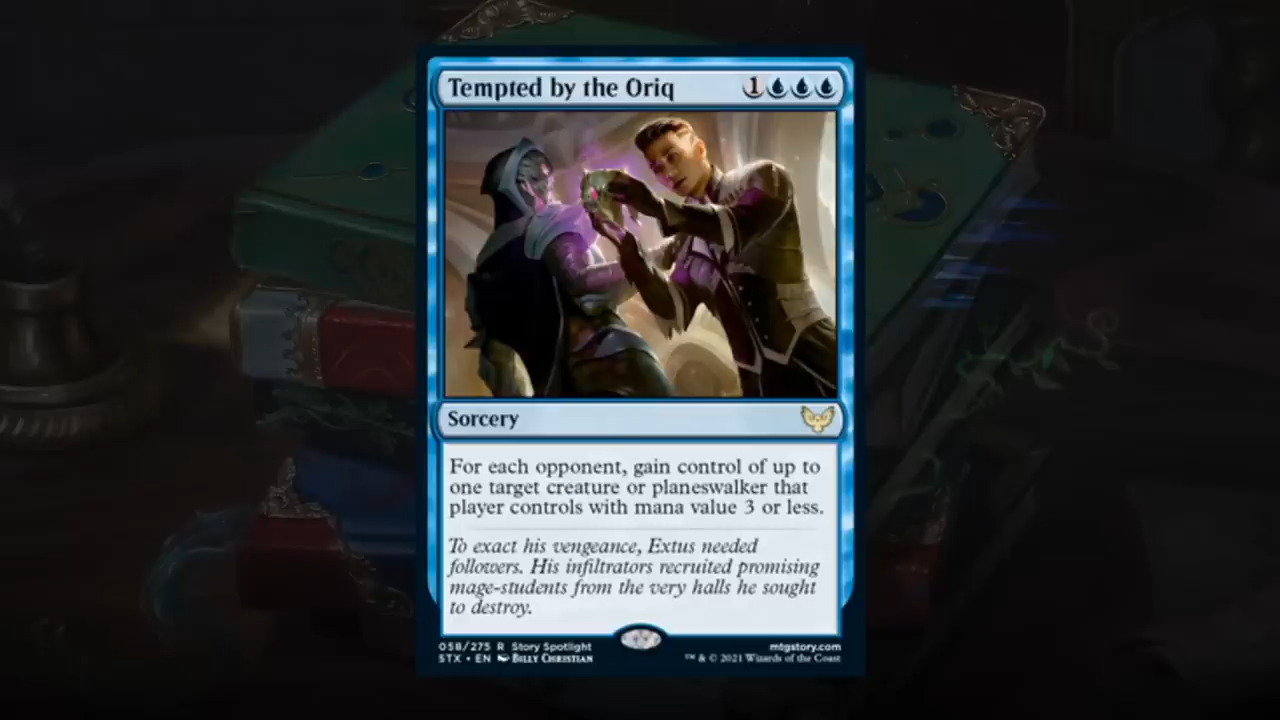 Tempted by the Oriq 1
Sorcery
For each opponent, gain control of up to
one target creature or planeswalker that
player controls with mana value 3 or less.
To exact his vengeance, Extus needed
followers. His infiltrators recruited promising
mage-students from the very halls he sought
to destroy.
058/275 R Story Spotlight
mtgstory.com
STX • EN Billy Christian
™ & © 2021 Wizards of the Coast